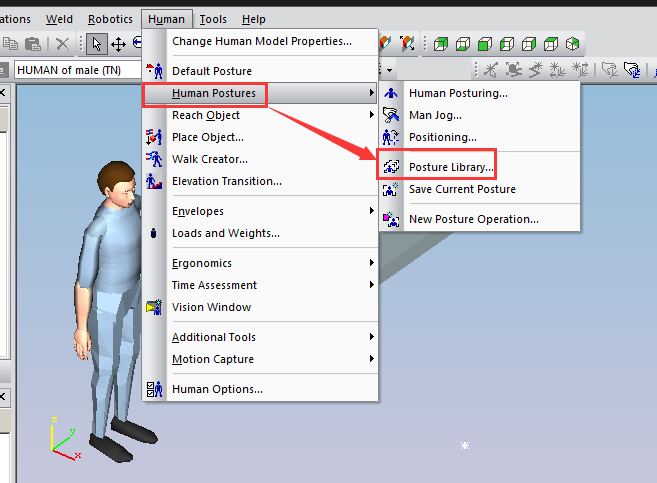 ations Weld Robotics Human Tools Help
HUMAN of male (TN)
Change Human Model Properties...
Default Posture
Human Postures
Reach Object
Place Object...
Walk Creator...
Elevation Transition...
Envelopes
Loads and Weights...
Ergonomics
Time Assessment
Vision Window
Additional Tools
Motion Capture
Human Options...
Human Posturing...
Man Jog...
Positioning...
Posture Library...
Save Current Posture
New Posture Operation...
z
y
x